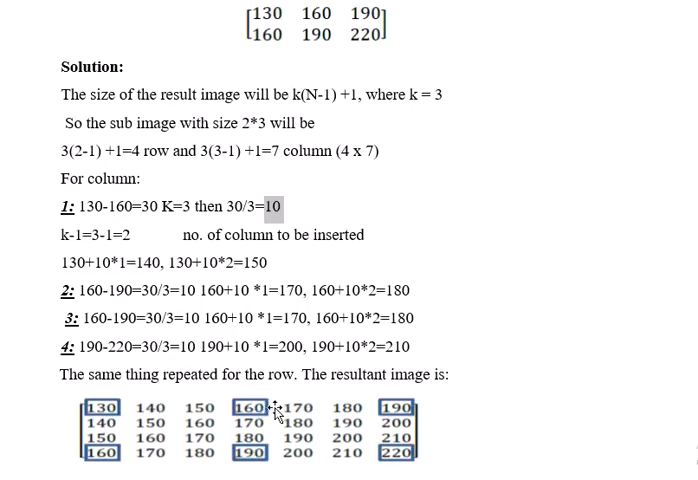 130 160 190
160 190 220
Solution:
The size of the result image will be k(N-1) +1, where k = 3
So the sub image with size 2*3 will be
3(2-1) +1=4 row and 3(3-1) +1=7 column (4 x 7)
For column:
1: 130-160=30 K=3 then 30/3=10
k-1=3-1=2 no. of column to be inserted
130+10*1=140, 130+10*2=150
2: 160-190=30/3=10 160+10 *1=170, 160+10*2=180
3: 160-190=30/3=10 160+10 *1=170, 160+10*2=180
4: 190-220=30/3=10 190+10 *1=200, 190+10*2=210
The same thing repeated for the row. The resultant image is:
130 140 150 160 170 180 190
140 150 160 170 180 190 200
150 160 170 180 190 200 210
160 170 180 190 200 210 220